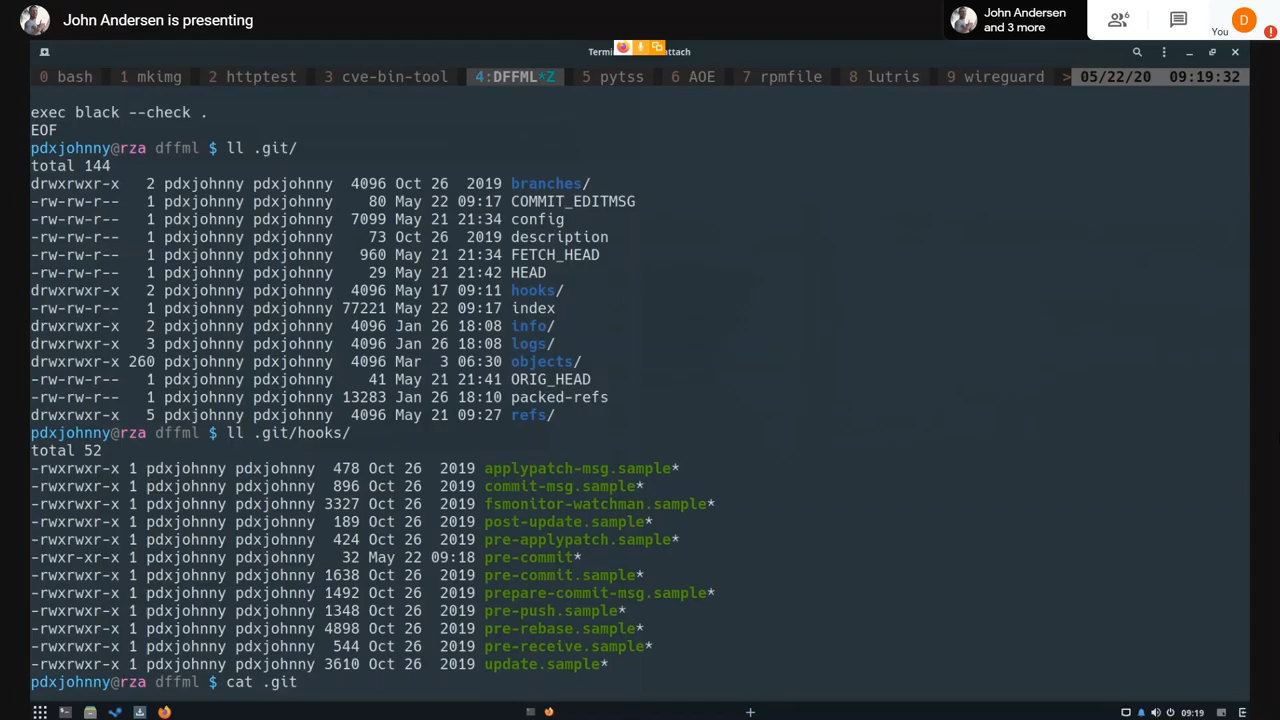 John Andersen is presenting
John Andersen
and 3 more
6
You
D
Termi
attach
0 bash 1 mkimg 2 httptest 3 cve-bin-tool 4:DFFML*Z 5 pytss 6 AOE 7 rpmfile 8 lutris 9 wireguard > 05/22/20 09:19:32
exec black --check .
EOF
pdxjohnny@rza dffml $ ll .git/
total 144
drwxrwxr-x 2 pdxjohnny pdxjohnny 4096 Oct 26 2019 branches/
-rw-rw-r-- 1 pdxjohnny pdxjohnny 80 May 22 09:17 COMMIT_EDITMSG
-rw-rw-r-- 1 pdxjohnny pdxjohnny 7099 May 21 21:34 config
-rw-rw-r-- 1 pdxjohnny pdxjohnny 73 Oct 26 2019 description
-rw-rw-r-- 1 pdxjohnny pdxjohnny 960 May 21 21:34 FETCH_HEAD
-rw-rw-r-- 1 pdxjohnny pdxjohnny 29 May 21 21:42 HEAD
drwxrwxr-x 2 pdxjohnny pdxjohnny 4096 May 17 09:11 hooks/
-rw-rw-r-- 1 pdxjohnny pdxjohnny 77221 May 22 09:17 index
drwxrwxr-x 2 pdxjohnny pdxjohnny 4096 Jan 26 18:08 info/
drwxrwxr-x 3 pdxjohnny pdxjohnny 4096 Jan 26 18:08 logs/
drwxrwxr-x 260 pdxjohnny pdxjohnny 4096 Mar 3 06:30 objects/
-rw-rw-r-- 1 pdxjohnny pdxjohnny 41 May 21 21:41 ORIG_HEAD
-rw-rw-r-- 1 pdxjohnny pdxjohnny 13283 Jan 26 18:10 packed-refs
drwxrwxr-x 5 pdxjohnny pdxjohnny 4096 May 21 09:27 refs/
pdxjohnny@rza dffml $ ll .git/hooks/
total 52
-rwxrwxr-x 1 pdxjohnny pdxjohnny 478 Oct 26 2019 applypatch-msg.sample*
-rwxrwxr-x 1 pdxjohnny pdxjohnny 896 Oct 26 2019 commit-msg.sample*
-rwxrwxr-x 1 pdxjohnny pdxjohnny 3327 Oct 26 2019 fsmonitor-watchman.sample*
-rwxrwxr-x 1 pdxjohnny pdxjohnny 189 Oct 26 2019 post-update.sample*
-rwxrwxr-x 1 pdxjohnny pdxjohnny 424 Oct 26 2019 pre-applypatch.sample*
-rwxr-xr-x 1 pdxjohnny pdxjohnny 32 May 22 09:18 pre-commit*
-rwxrwxr-x 1 pdxjohnny pdxjohnny 1638 Oct 26 2019 pre-commit.sample*
-rwxrwxr-x 1 pdxjohnny pdxjohnny 1492 Oct 26 2019 prepare-commit-msg.sample*
-rwxrwxr-x 1 pdxjohnny pdxjohnny 1348 Oct 26 2019 pre-push.sample*
-rwxrwxr-x 1 pdxjohnny pdxjohnny 4898 Oct 26 2019 pre-rebase.sample*
-rwxrwxr-x 1 pdxjohnny pdxjohnny 544 Oct 26 2019 pre-receive.sample*
-rwxrwxr-x 1 pdxjohnny pdxjohnny 3610 Oct 26 2019 update.sample*
pdxjohnny@rza dffml $ cat .git
09:19